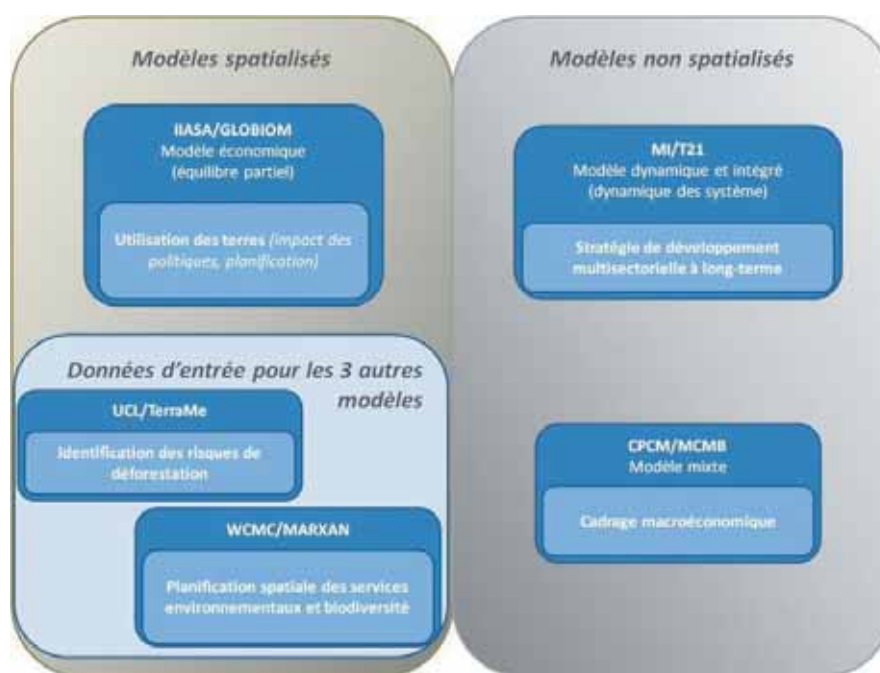 Modèles spatialisés
IIASA/GLOBIOM
Modèle économique
(équilibre partiel)
Utilisation des terres (impact des
politiques, planification)
Données d'entrée pour les 3 autres
modèles
UCL/TerraMe
Identification des risques de
déforestation
WCMC/MARXAN
Planification spatiale des services
environnementaux et biodiversité
Modèles non spatialisés
MI/T21
Modèle dynamique et intégré
(dynamique des système)
Stratégie de développement
multisectorielle à long-terme
CPCM/MCMB
Modèle mixte
Cadrage macroéconomique